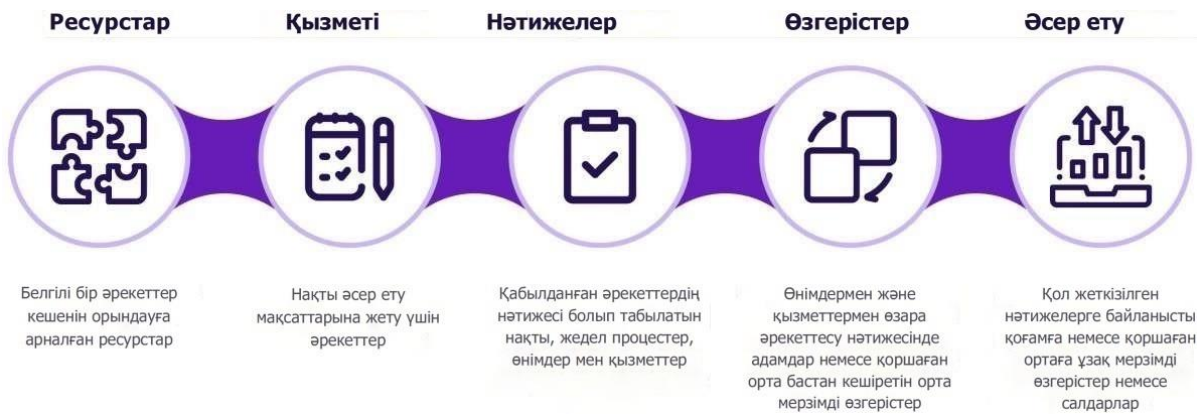 Ресурстар
Қызметі
Нәтижелер
Өзгерістер
Әсер ету
Белгілі бір әрекеттер
кешенін орындауға
арналған ресурстар
Нақты әсер ету
мақсаттарына жету үшін
әрекеттер
Қабылданған әрекеттердің
нәтижесі болып табылатын
нақты, жедел процестер,
өнімдер мен қызметтер
Өнімдермен және
қызметтермен өзара
әрекеттесу нәтижесінде
адамдар немесе қоршаған
орта бастан кешіретін орта
мерзімді өзгерістер
Қол жеткізілген
нәтижелерге байланысты
қоғамға немесе қоршаған
ортаға ұзақ мерзімді
өзгерістер немесе
салдарлар